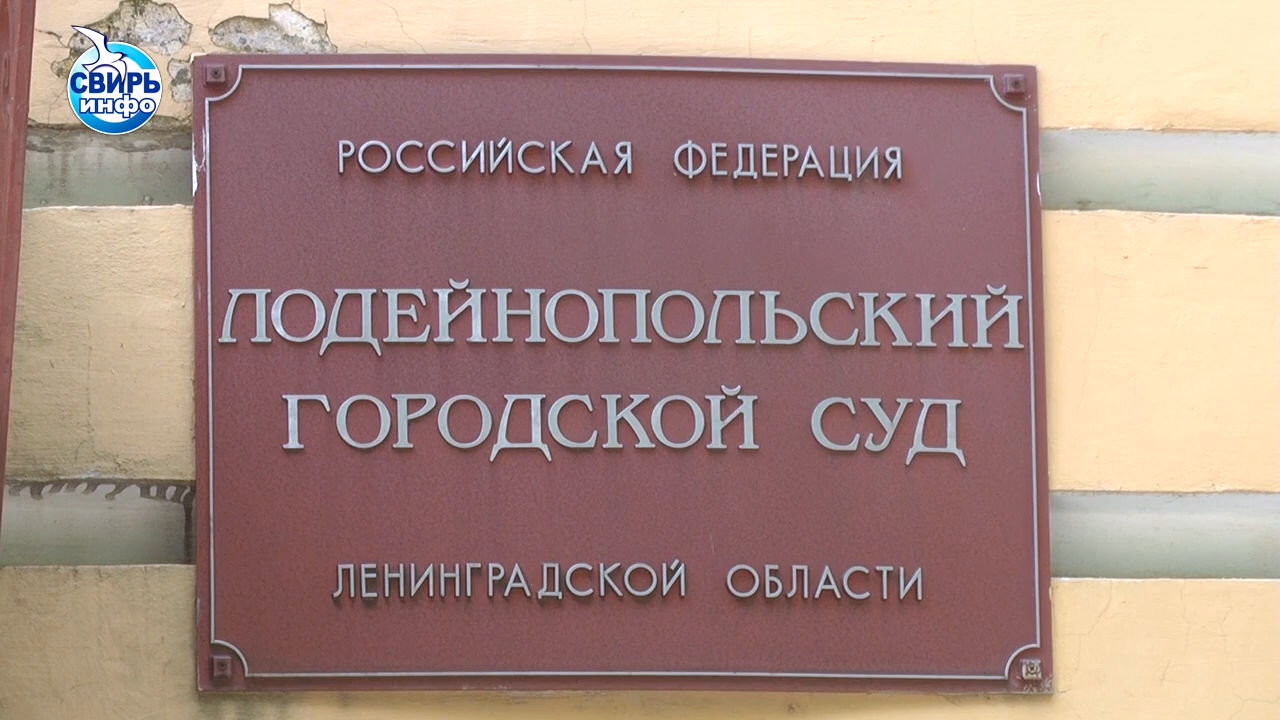 СВИРЬ
инфо
РОССИЙСКАЯ ФЕДЕРАЦИЯ
ЛОДЕЙНОПОЛЬСКИЙ
ГОРОДСКОЙ СУД
ЛЕНИНГРАДСКОЙ ОБЛАСТИ